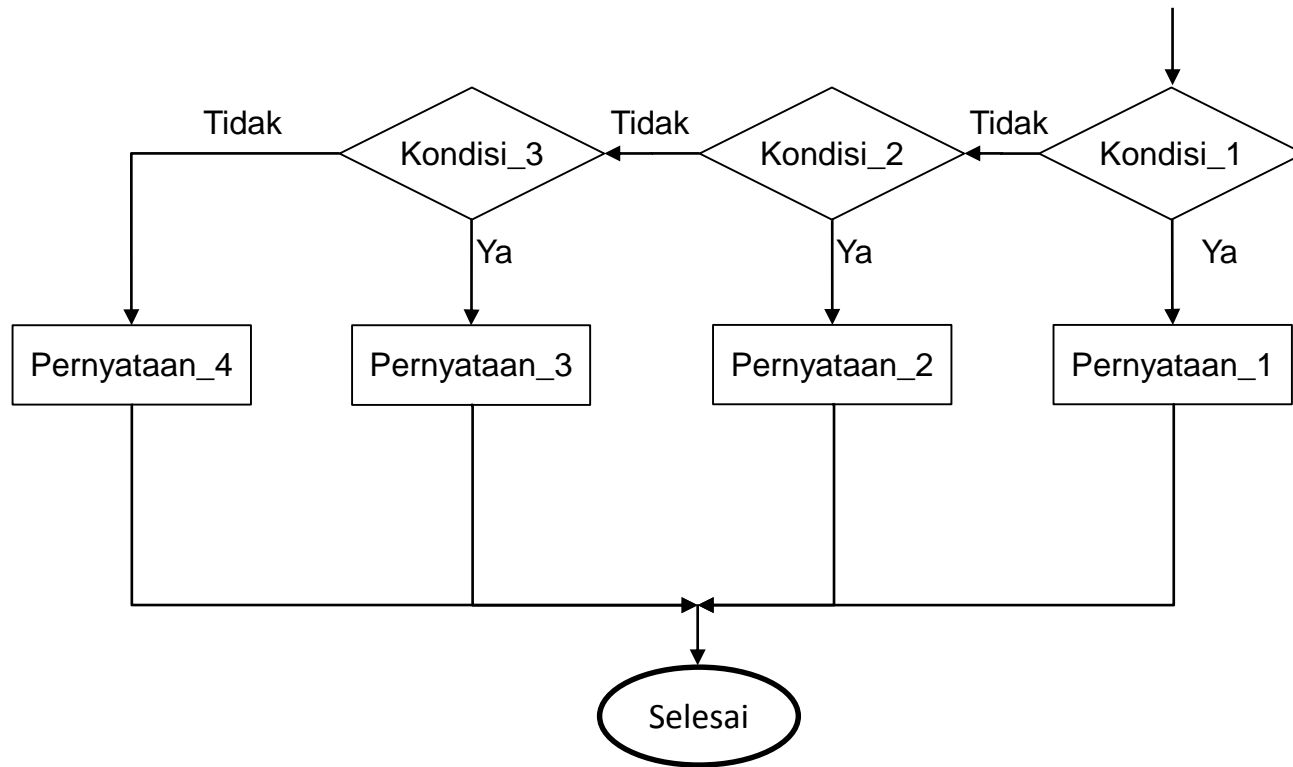 Tidak
Tidak
Tidak
Kondisi_3
Kondisi_2
Kondisi_1
Ya
Ya
Ya
Pernyataan_4
Pernyataan_3
Pernyataan_2
Pernyataan_1
Selesai